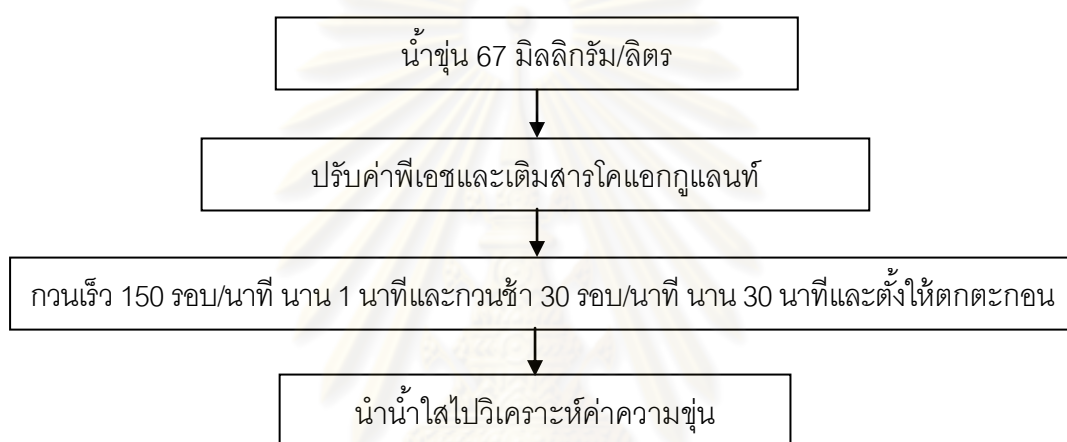 น้ำขุ่น 67 มิลลิกรัม/ลิตร
ปรับค่าพีเอชและเติมสารโคแอกกูแลนท์
กวนเร็ว 150 รอบ/นาที นาน 1 นาทีและกวนช้า 30 รอบ/นาที นาน 30 นาทีและตั้งให้ตกตะกอน
นำน้ำใสไปวิเคราะห์ค่าความขุ่น